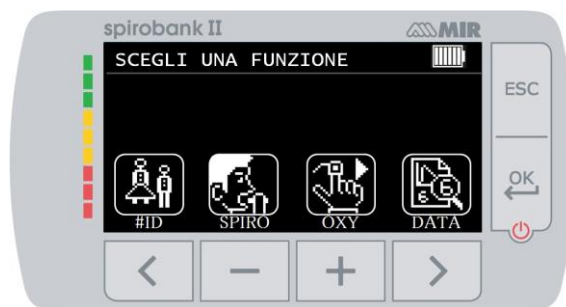 spirobank II MIR
SCEGLI UNA FUNZIONE
ESC
OK
#ID SPIRO OXY DATA
< − + >